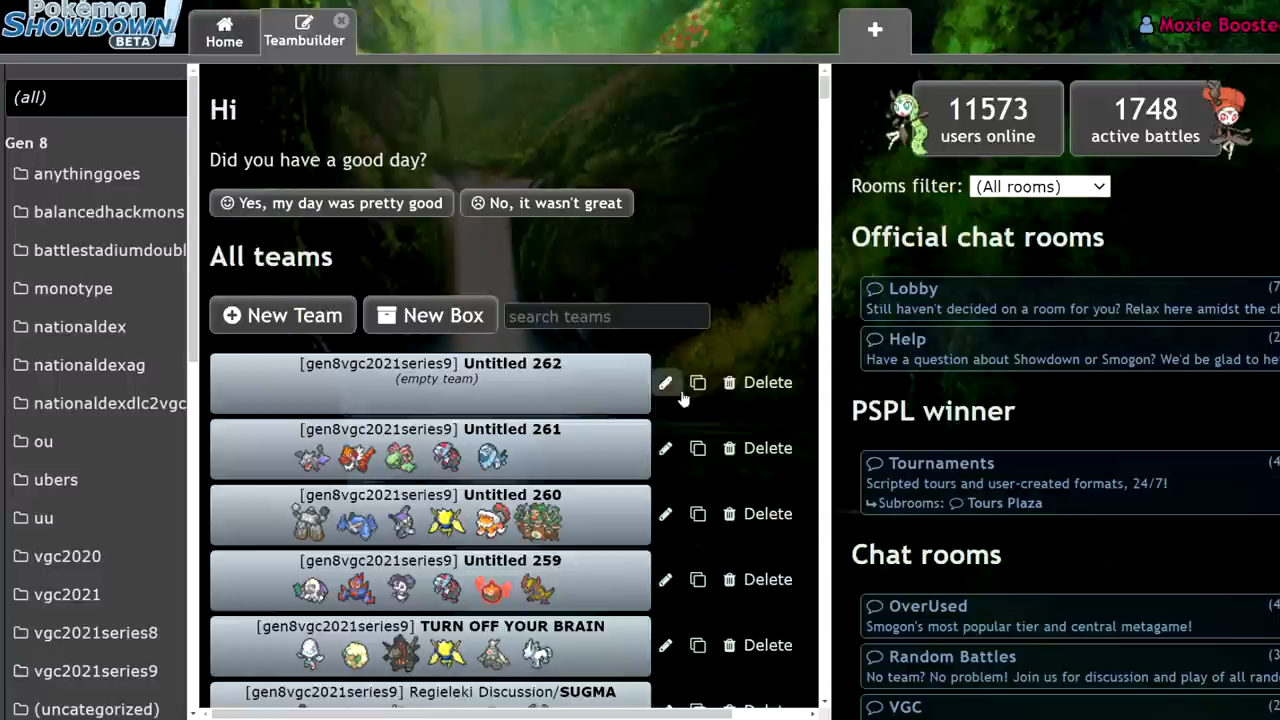 Pokémon
SHOWDOWN!
BETA
Home
Teambuilder
+
Moxie Booste
(all)
Gen 8
anythinggoes
balancedhackmons
battlestadiumdoubl
monotype
nationaldex
nationaldexag
nationaldexdlc2vgc
ou
ubers
uu
vgc2020
vgc2021
vgc2021series8
vgc2021series9
(uncategorized)
Hi
Did you have a good day?
Yes, my day was pretty good
No, it wasn't great
All teams
New Team
New Box
search teams
[gen8vgc2021series9] Untitled 262
(empty team)
Delete
[gen8vgc2021series9] Untitled 261
Delete
[gen8vgc2021series9] Untitled 260
Delete
[gen8vgc2021series9] Untitled 259
Delete
[gen8vgc2021series9] TURN OFF YOUR BRAIN
Delete
[gen8vgc2021series9] Regieleki Discussion/SUGMA
11573
users online
1748
active battles
Rooms filter: (All rooms)
Official chat rooms
Lobby (7
Still haven't decided on a room for you? Relax here amidst the c
Help (2
Have a question about Showdown or Smogon? We'd be glad to he
PSPL winner
Tournaments (4
Scripted tours and user-created formats, 24/7!
↳Subrooms: Tours Plaza
Chat rooms
OverUsed (4
Smogon's most popular tier and central metagame!
Random Battles (3
No team? No problem! Join us for discussion and play of all rand
VGC (2